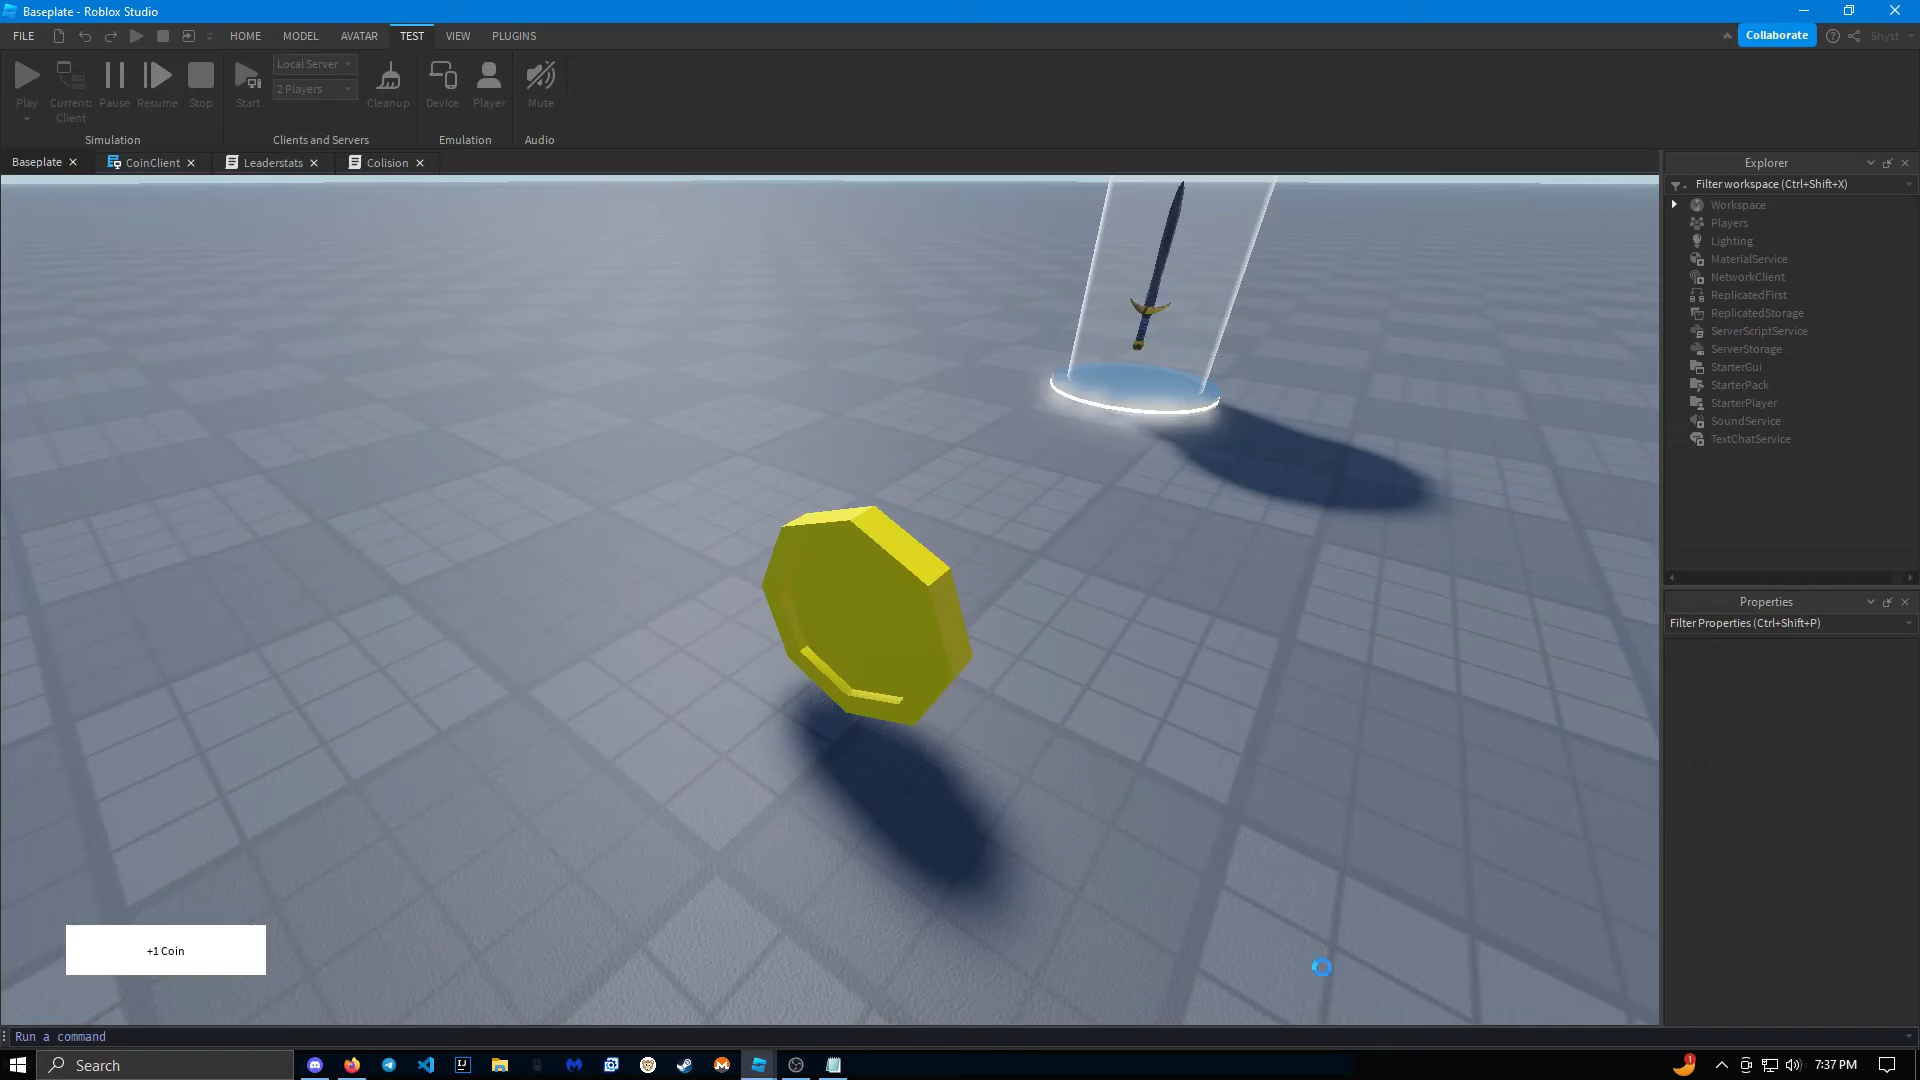 Baseplate - Roblox Studio
FILE HOME MODEL AVATAR TEST VIEW PLUGINS Collaborate 6hyst
Play Current: Client Pause Resume Stop
Simulation
Start Local Server 2 Players Cleanup
Clients and Servers
Device Player
Emulation
Mute
Audio
Baseplate CoinClient Leaderstats Colision
Explorer
Filter workspace (Ctrl+Shift+X)
Workspace
Players
Lighting
MaterialService
NetworkClient
ReplicatedFirst
ReplicatedStorage
ServerScriptService
ServerStorage
StarterGui
StarterPack
StarterPlayer
SoundService
TextChatService
Properties
Filter Properties (Ctrl+Shift+P)
+1 Coin
Run a command
Search
1
7:37 PM